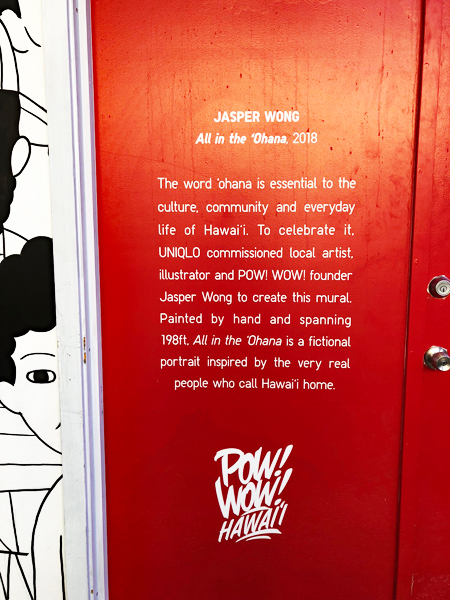 JASPER WONG
All in the ʻOhana, 2018
The word ʻohana is essential to the
culture, community and everyday
life of Hawaiʻi. To celebrate it,
UNIQLO commissioned local artist,
illustrator and POW! WOW! founder
Jasper Wong to create this mural.
Painted by hand and spanning
198ft, All in the ʻOhana is a fictional
portrait inspired by the very real
people who call Hawaiʻi home.
POW!
WOW!
HAWAIʻI